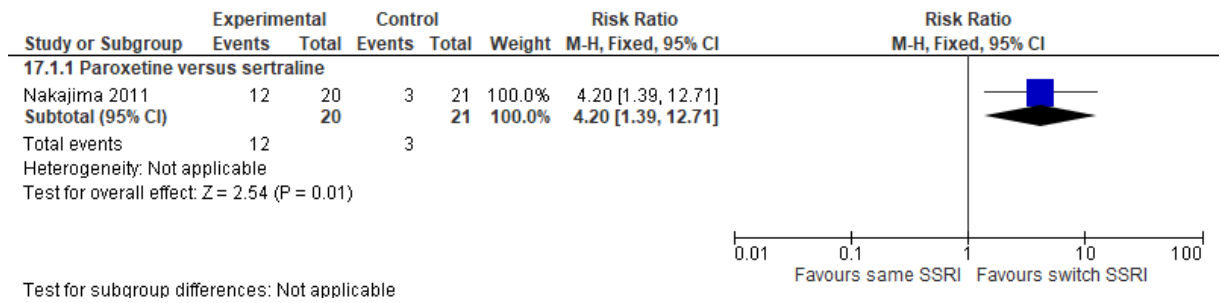 Experimental Control Risk Ratio Risk Ratio
Study or Subgroup Events Total Events Total Weight M-H, Fixed, 95% CI M-H, Fixed, 95% CI
17.1.1 Paroxetine versus sertraline
Nakajima 2011 12 20 3 21 100.0% 4.20 [1.39, 12.71]
Subtotal (95% CI) 20 21 100.0% 4.20 [1.39, 12.71]
Total events 12 3
Heterogeneity: Not applicable
Test for overall effect: Z = 2.54 (P = 0.01)
0.01 0.1 1 10 100
Favours same SSRI Favours switch SSRI
Test for subgroup differences: Not applicable